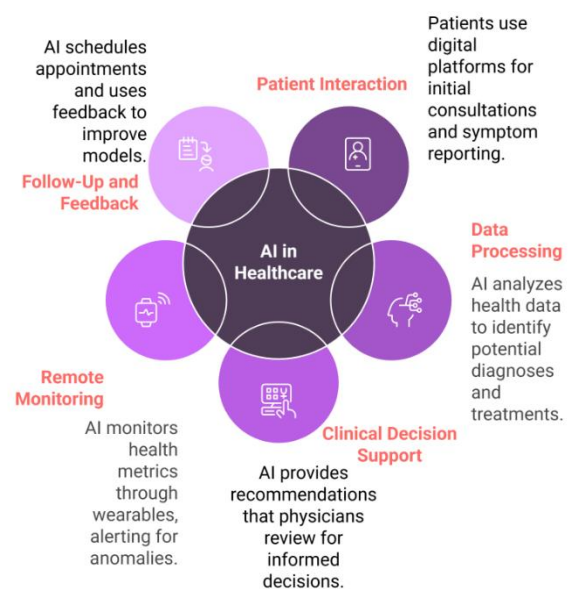 AI schedules
appointments
and uses
feedback to
improve
models.
Follow-Up and
Feedback
Patient Interaction
Patients use
digital
platforms for
initial
consultations
and symptom
reporting.
AI in
Healthcare
Data
Processing
AI analyzes
health data
to identify
potential
diagnoses
and
treatments.
Remote
Monitoring
AI monitors
health
metrics
through
wearables,
alerting for
anomalies.
Clinical Decision
Support
AI provides
recommendations
that physicians
review for
informed
decisions.